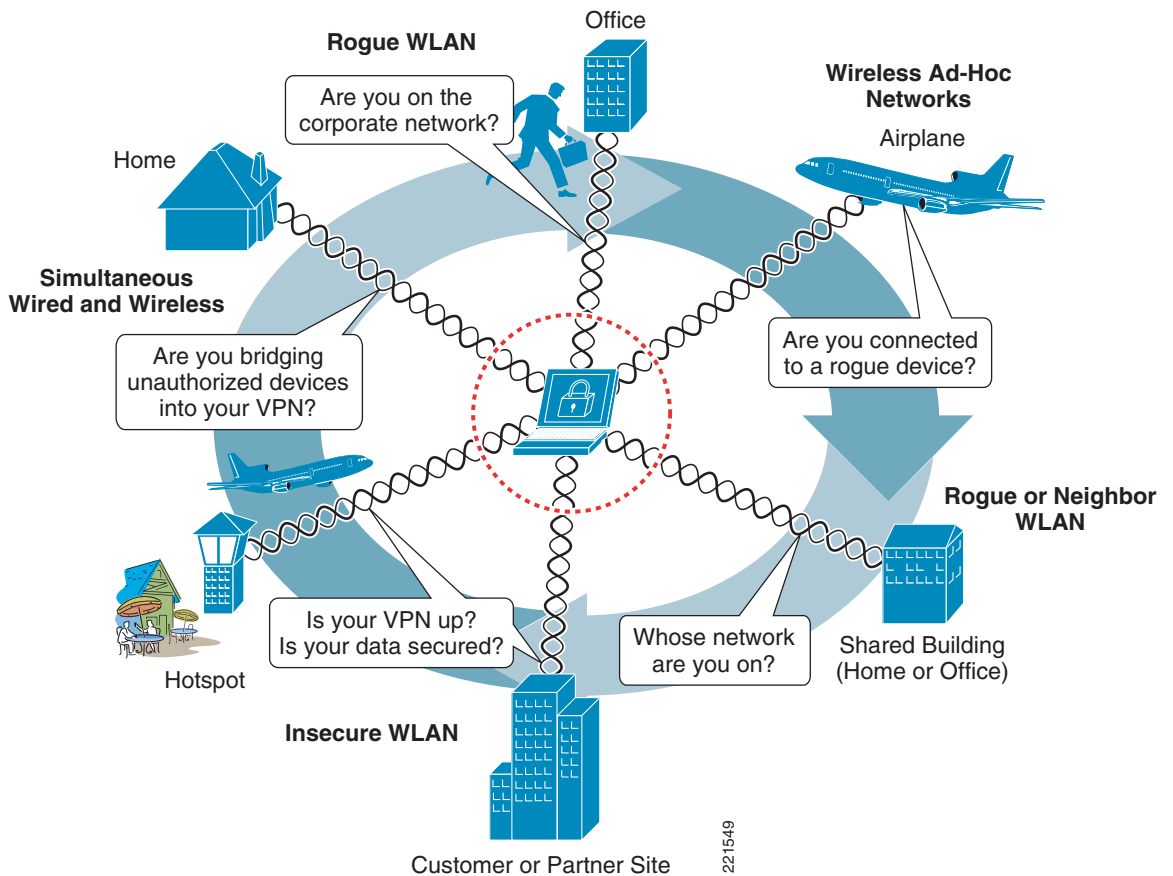 Office
Rogue WLAN
Are you on the
corporate network?
Wireless Ad-Hoc
Networks
Airplane
Home
Simultaneous
Wired and Wireless
Are you bridging
unauthorized devices
into your VPN?
Are you connected
to a rogue device?
Rogue or Neighbor
WLAN
Is your VPN up?
Is your data secured?
Whose network
are you on?
Shared Building
(Home or Office)
Hotspot
Insecure WLAN
Customer or Partner Site
221549